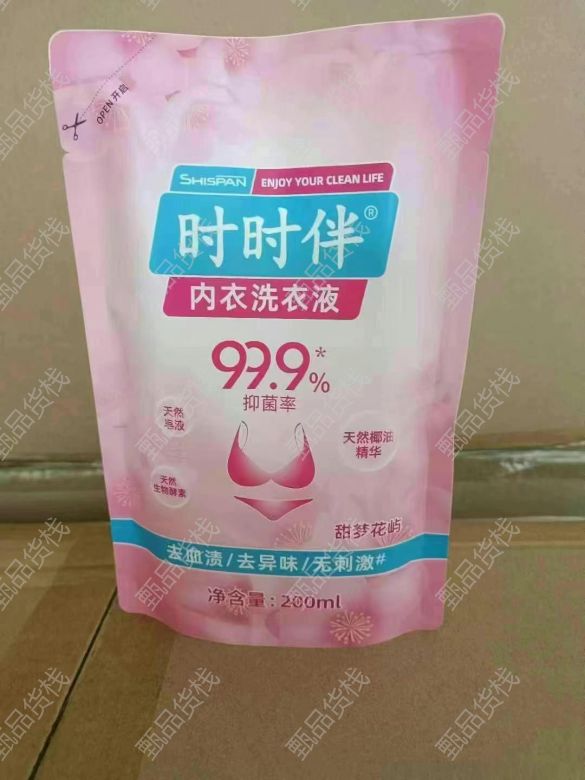 OPEN 开启
SHISPAN ENJOY YOUR CLEAN LIFE
时时伴®
内衣洗衣液
99.9%*
抑菌率
天然
皂液
天然椰油
精华
天然
生物酵素
甜梦花屿
去血渍/去异味/无刺激#
净含量:200ml
甄品货栈